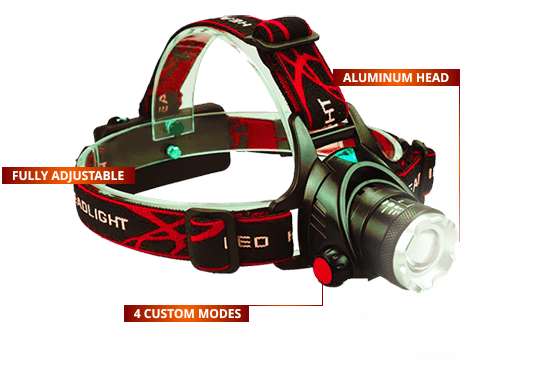 ALUMINUM HEAD
FULLY ADJUSTABLE
HEADLIGHT
LED
4 CUSTOM MODES